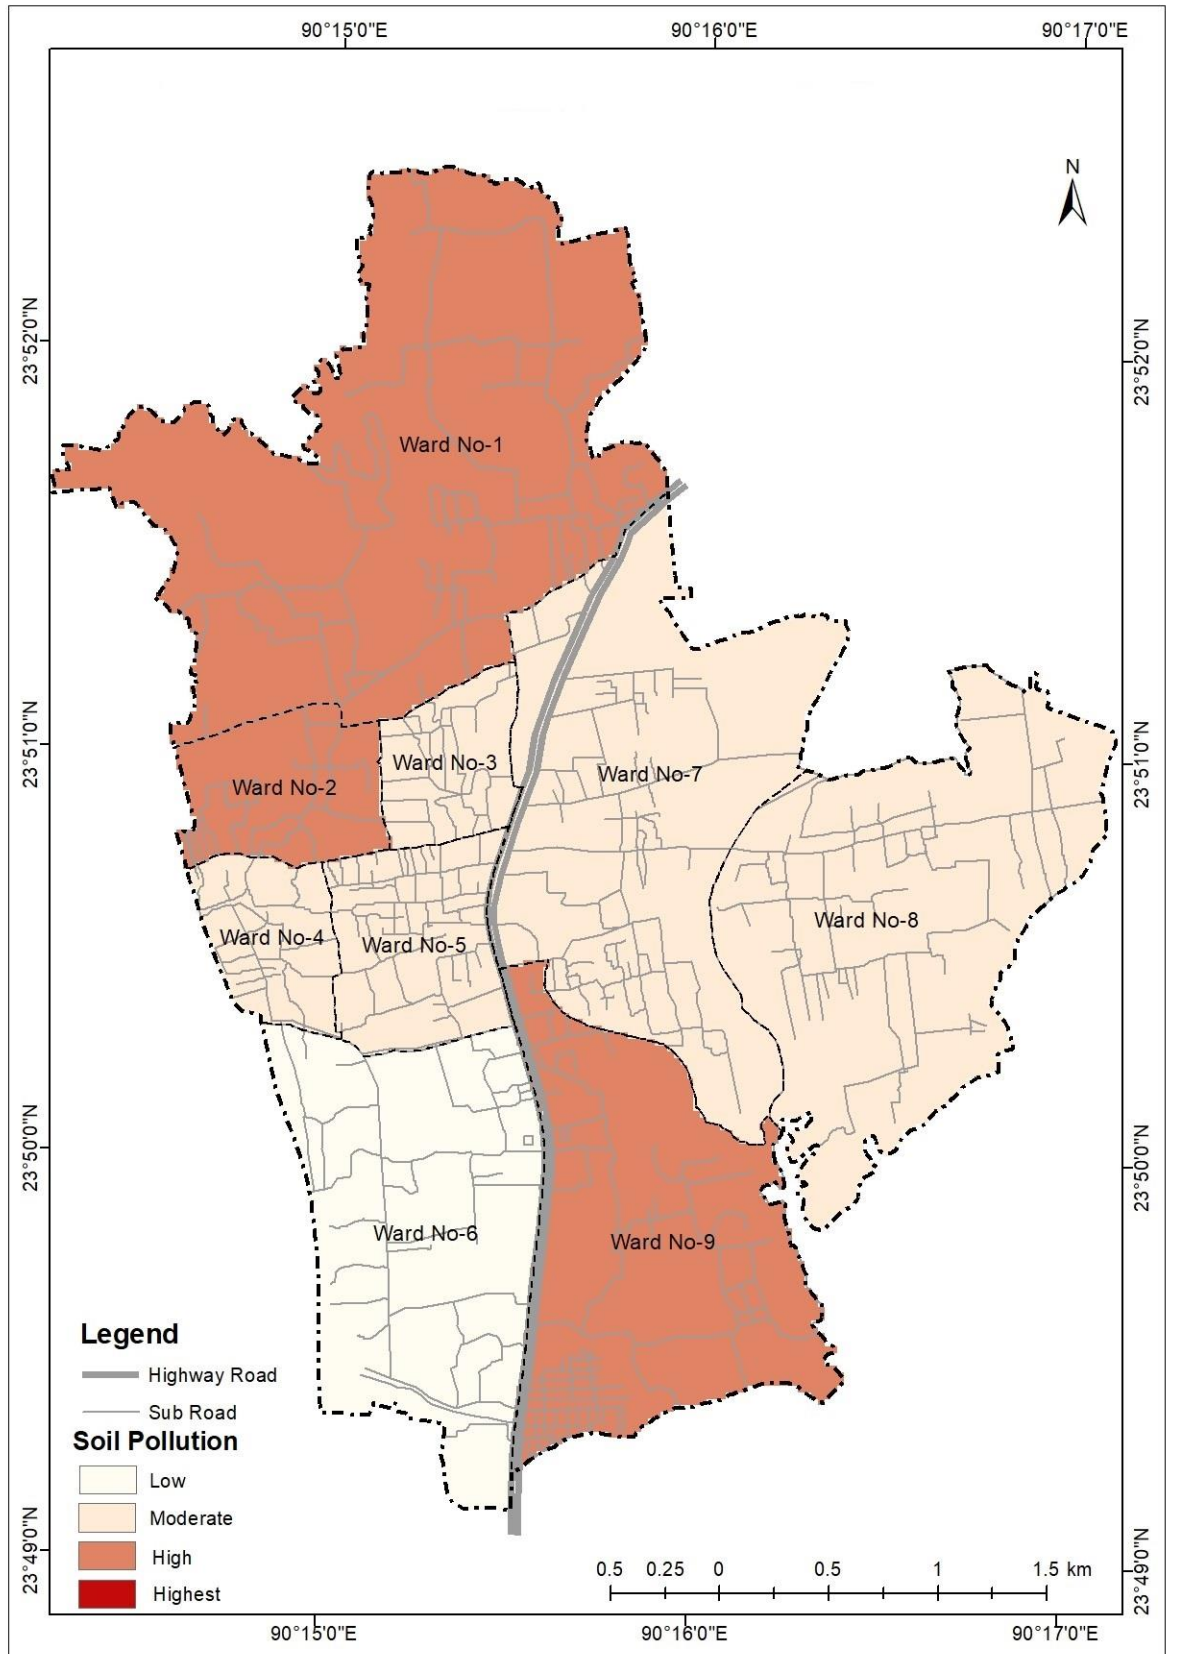 90°15'0"E 90°16'0"E 90°17'0"E
N
23°52'0"N
23°52'0"N
Ward No-1
23°51'0"N
23°51'0"N
Ward No-3
Ward No-7
Ward No-2
Ward No-8
Ward No-4
Ward No-5
23°50'0"N
23°50'0"N
Ward No-6
Ward No-9
Legend
Highway Road
Sub Road
Soil Pollution
Low
Moderate
High
Highest
23°49'0"N
23°49'0"N
0.5 0.25 0 0.5 1 1.5 km
90°15'0"E 90°16'0"E 90°17'0"E